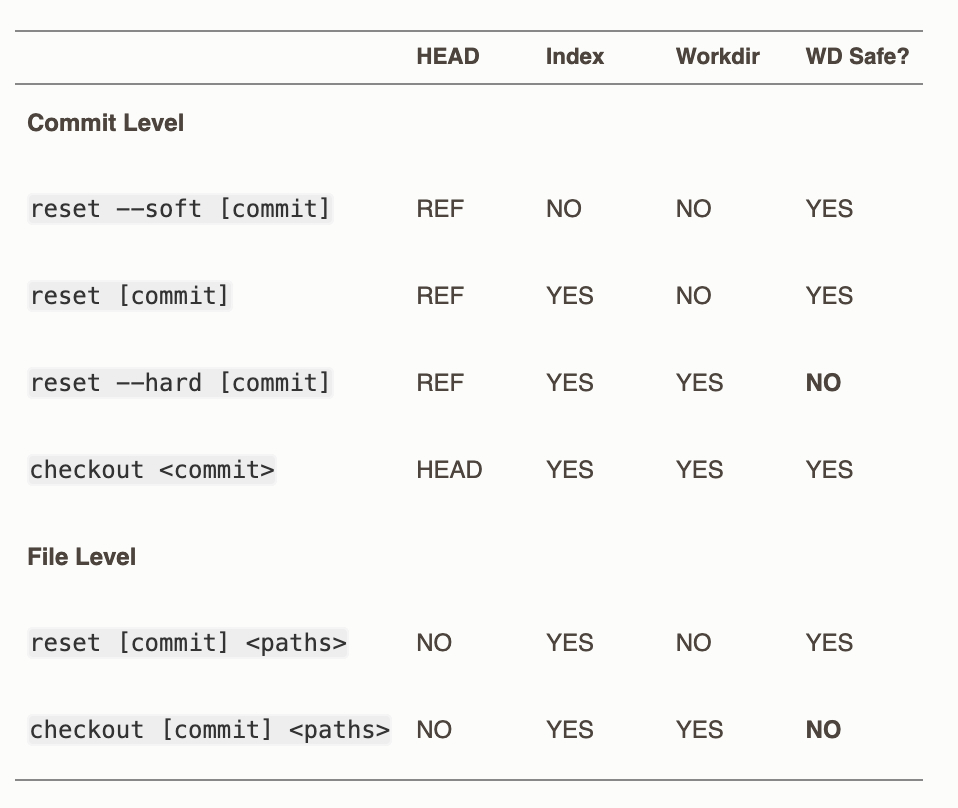 HEAD Index Workdir WD Safe?
Commit Level
reset --soft [commit] REF NO NO YES
reset [commit] REF YES NO YES
reset --hard [commit] REF YES YES NO
checkout <commit> HEAD YES YES YES
File Level
reset [commit] <paths> NO YES NO YES
checkout [commit] <paths> NO YES YES NO